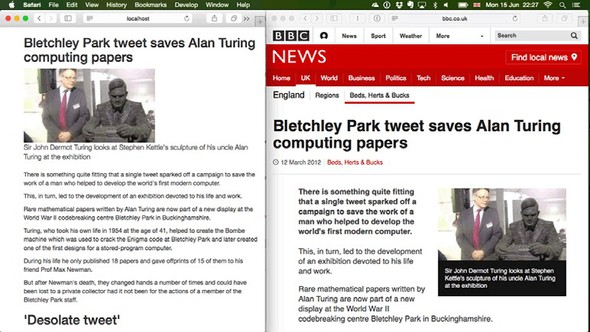 Safari File Edit View History Bookmarks Develop Window Help
Mon 15 Jun 22:27
localhost
Bletchley Park tweet saves Alan Turing
computing papers
Sir John Dermot Turing looks at Stephen Kettle's sculpture of his uncle Alan
Turing at the exhibition
There is something quite fitting that a single tweet sparked off a campaign to save the
work of a man who helped to develop the world's first modern computer.
This, in turn, led to the development of an exhibition devoted to his life and work.
Rare mathematical papers written by Alan Turing are now part of a new display at the
World War II codebreaking centre Bletchley Park in Buckinghamshire.
Turing, who took his own life in 1954 at the age of 41, helped to create the Bombe
machine which was used to crack the Enigma code at Bletchley Park and later created
one of the first designs for a stored-program computer.
During his life he only published 18 papers and gave offprints of 15 of them to his
friend Prof Max Newman.
But after Newman's death, they changed hands a number of times and could have
been lost to a private collector had it not been for the actions of a member of the
Bletchley Park staff.
'Desolate tweet'
bbc.co.uk
BBC News Sport Weather More Search
NEWS
Find local news
Home UK World Business Politics Tech Science Health Education More
England Regions Beds, Herts & Bucks
Bletchley Park tweet saves Alan Turing
computing papers
12 March 2012 Beds, Herts & Bucks
There is something quite fitting
that a single tweet sparked off a
campaign to save the work of a
man who helped to develop the
world's first modern computer.
This, in turn, led to the
development of an exhibition
devoted to his life and work.
Rare mathematical papers written by
Alan Turing are now part of a new
display at the World War II
codebreaking centre Bletchley Park in Buckinghamshire.
Sir John Dermot Turing looks at Stephen
Kettle's sculpture of his uncle Alan Turing at
the exhibition